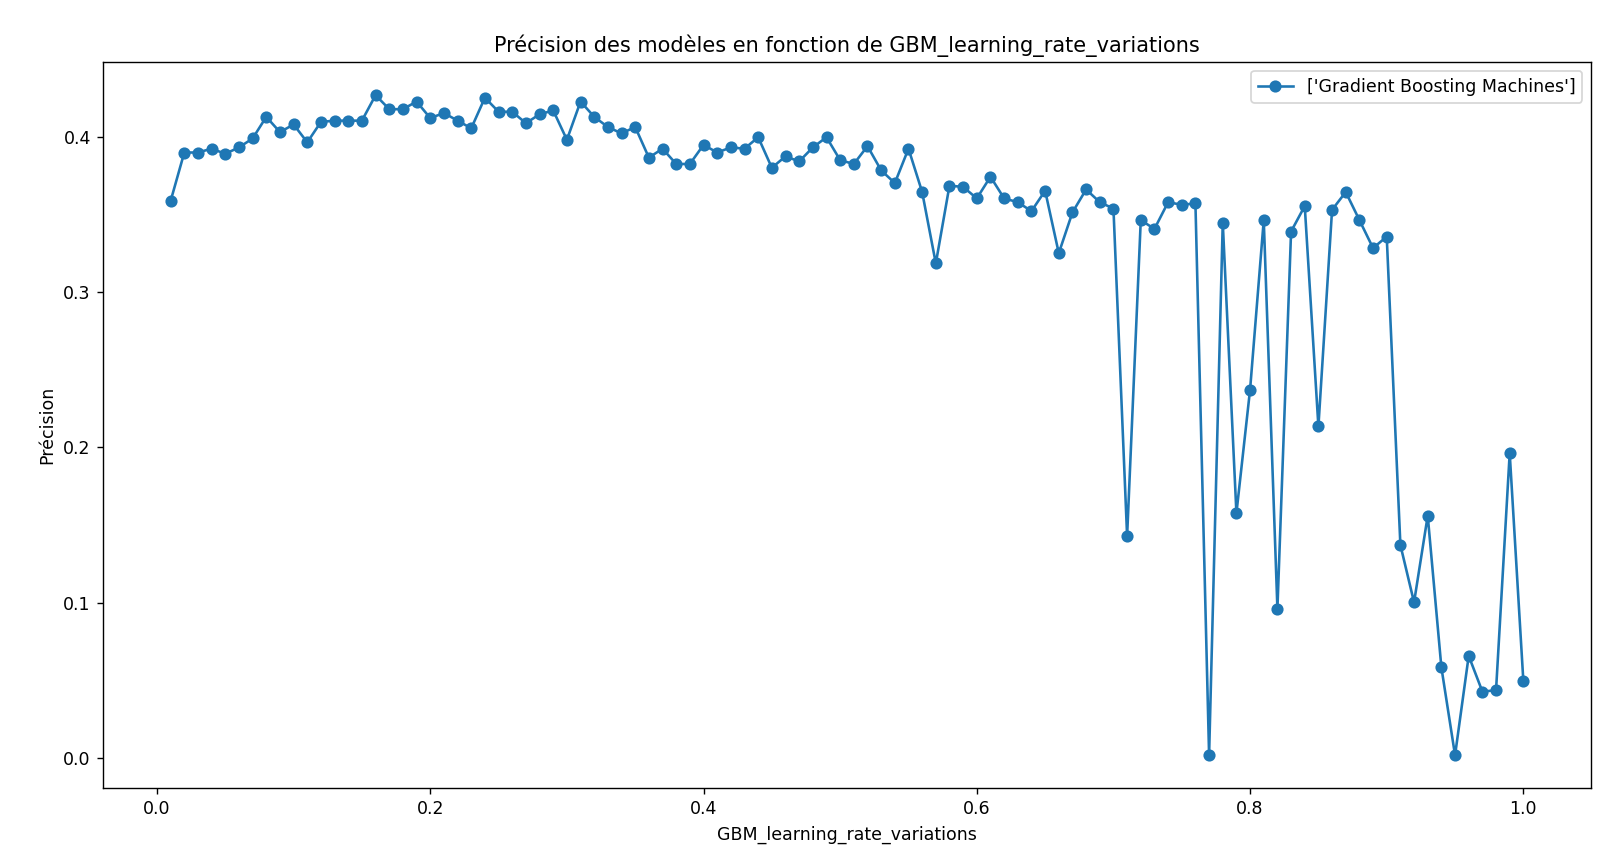 Précision des modèles en fonction de GBM_learning_rate_variations
['Gradient Boosting Machines']
0.4
0.3
0.2
0.1
0.0
Précision
0.0 0.2 0.4 0.6 0.8 1.0
GBM_learning_rate_variations